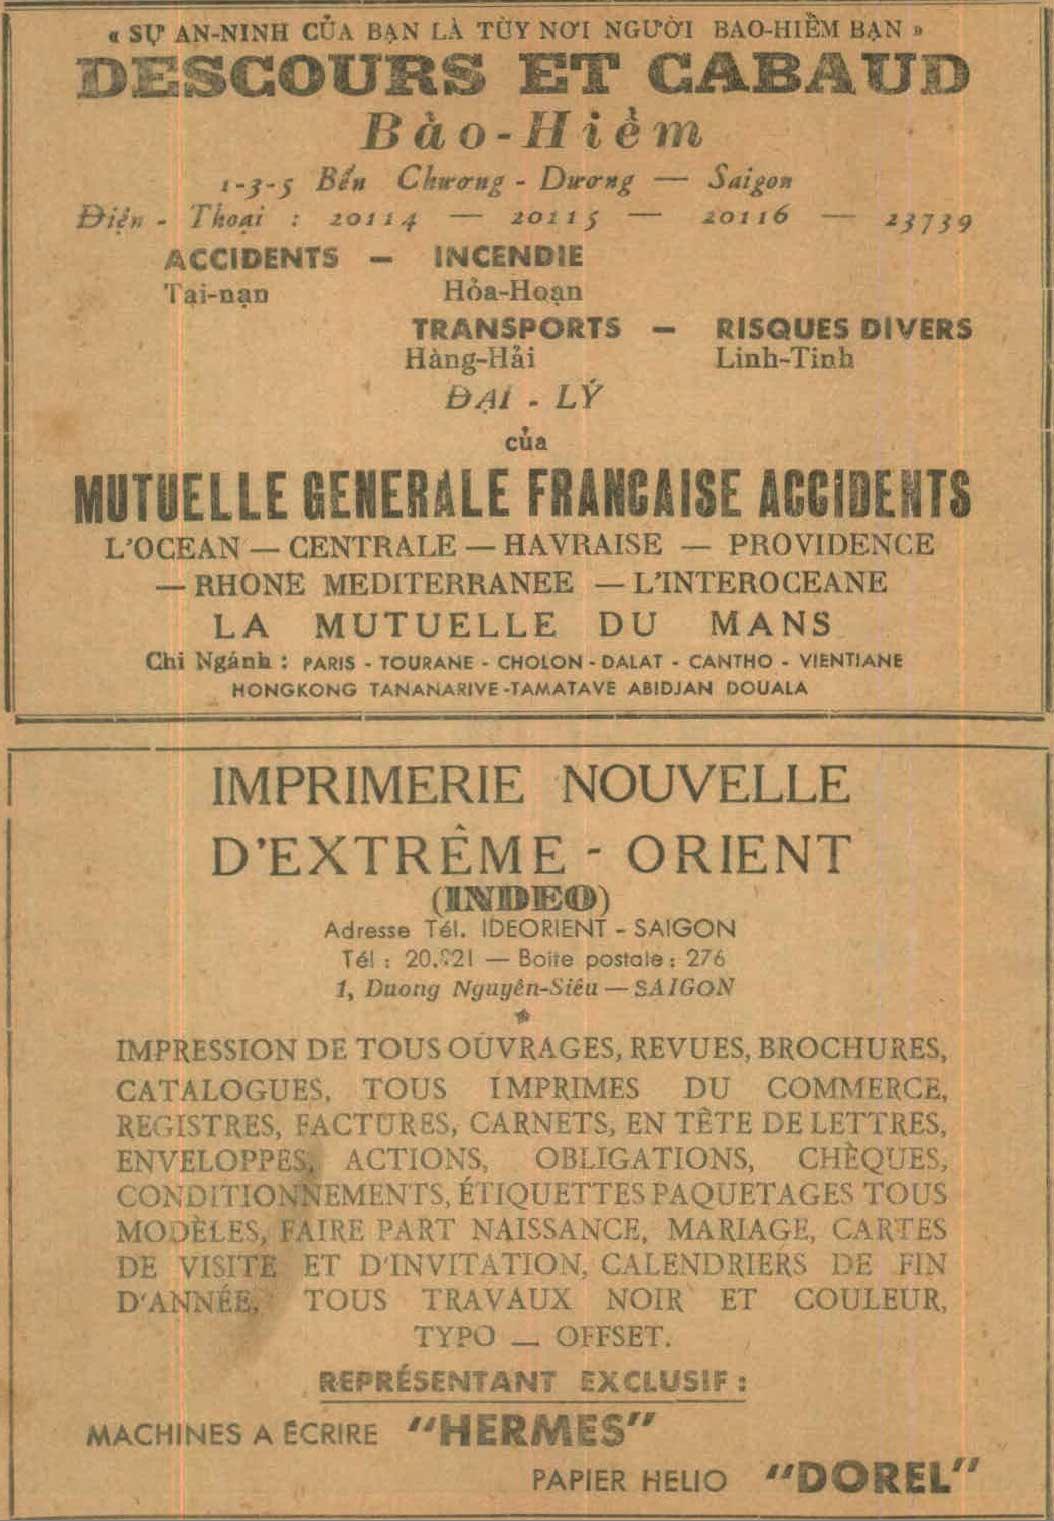 « SỰ AN-NINH CỦA BẠN LÀ TÙY NƠI NGƯỜI BẢO-HIỂM BẠN »
DESCOURS ET CABAUD
Bảo-Hiểm
1-3-5 Bến Chương - Dương — Saigon
Điện - Thoại : 20114 — 20115 — 20116 — 23739
ACCIDENTS — INCENDIE
Tai-nạn Hỏa-Hoạn
TRANSPORTS — RISQUES DIVERS
Hàng-Hải Linh-Tinh
ĐẠI - LÝ
của
MUTUELLE GENERALE FRANCAISE ACCIDENTS
L'OCEAN — CENTRALE — HAVRAISE — PROVIDENCE
— RHONE MEDITERRANEE — L'INTEROCEANE
LA MUTUELLE DU MANS
Chi Ngánh : PARIS - TOURANE - CHOLON - DALAT - CANTHO - VIENTIANE
HONGKONG TANANARIVE -TAMATAVE ABIDJAN DOUALA
IMPRIMERIE NOUVELLE
D'EXTRÊME - ORIENT
(INDEO)
Adresse Tél. IDEORIENT - SAIGON
Tél : — Boite postale : 276
1, Duong Nguyên-Siêu — SAIGON
IMPRESSION DE TOUS OUVRAGES, REVUES, BROCHURES,
CATALOGUES, TOUS IMPRIMES DU COMMERCE,
REGISTRES, FACTURES, CARNETS, EN TÊTE DE LETTRES,
ENVELOPPES, ACTIONS, OBLIGATIONS, CHÈQUES,
CONDITIONNEMENTS, ÉTIQUETTES PAQUETAGES TOUS
MODÈLES, FAIRE PART NAISSANCE, MARIAGE, CARTES
DE VISITE ET D'INVITATION, CALENDRIERS DE FIN
D'ANNÉE, TOUS TRAVAUX NOIR ET COULEUR,
TYPO — OFFSET.
REPRÉSENTANT EXCLUSIF :
MACHINES A ÉCRIRE "HERMES"
PAPIER HELIO "DOREL"